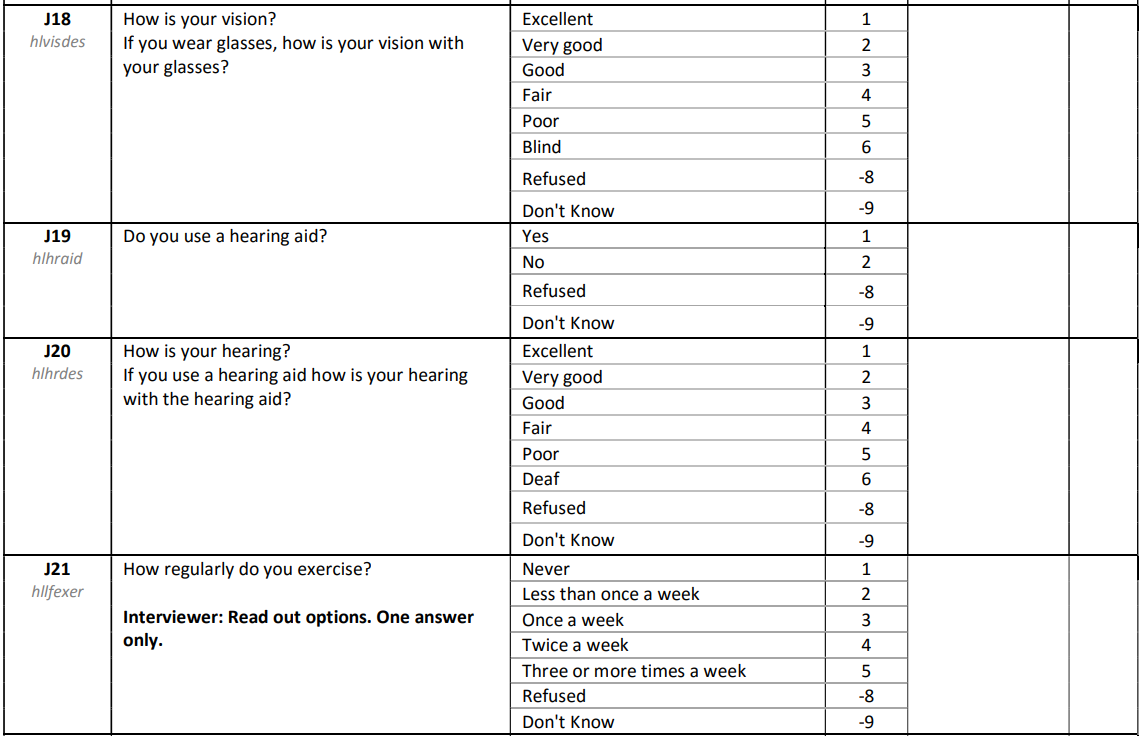 J18
hlvisdes
How is your vision?
If you wear glasses, how is your vision with
your glasses?
Excellent 1
Very good 2
Good 3
Fair 4
Poor 5
Blind 6
Refused -8
Don't Know -9
J19
hlhraid
Do you use a hearing aid?
Yes 1
No 2
Refused -8
Don't Know -9
J20
hlhrdes
How is your hearing?
If you use a hearing aid how is your hearing
with the hearing aid?
Excellent 1
Very good 2
Good 3
Fair 4
Poor 5
Deaf 6
Refused -8
Don't Know -9
J21
hllfexer
How regularly do you exercise?
Interviewer: Read out options. One answer
only.
Never 1
Less than once a week 2
Once a week 3
Twice a week 4
Three or more times a week 5
Refused -8
Don't Know -9